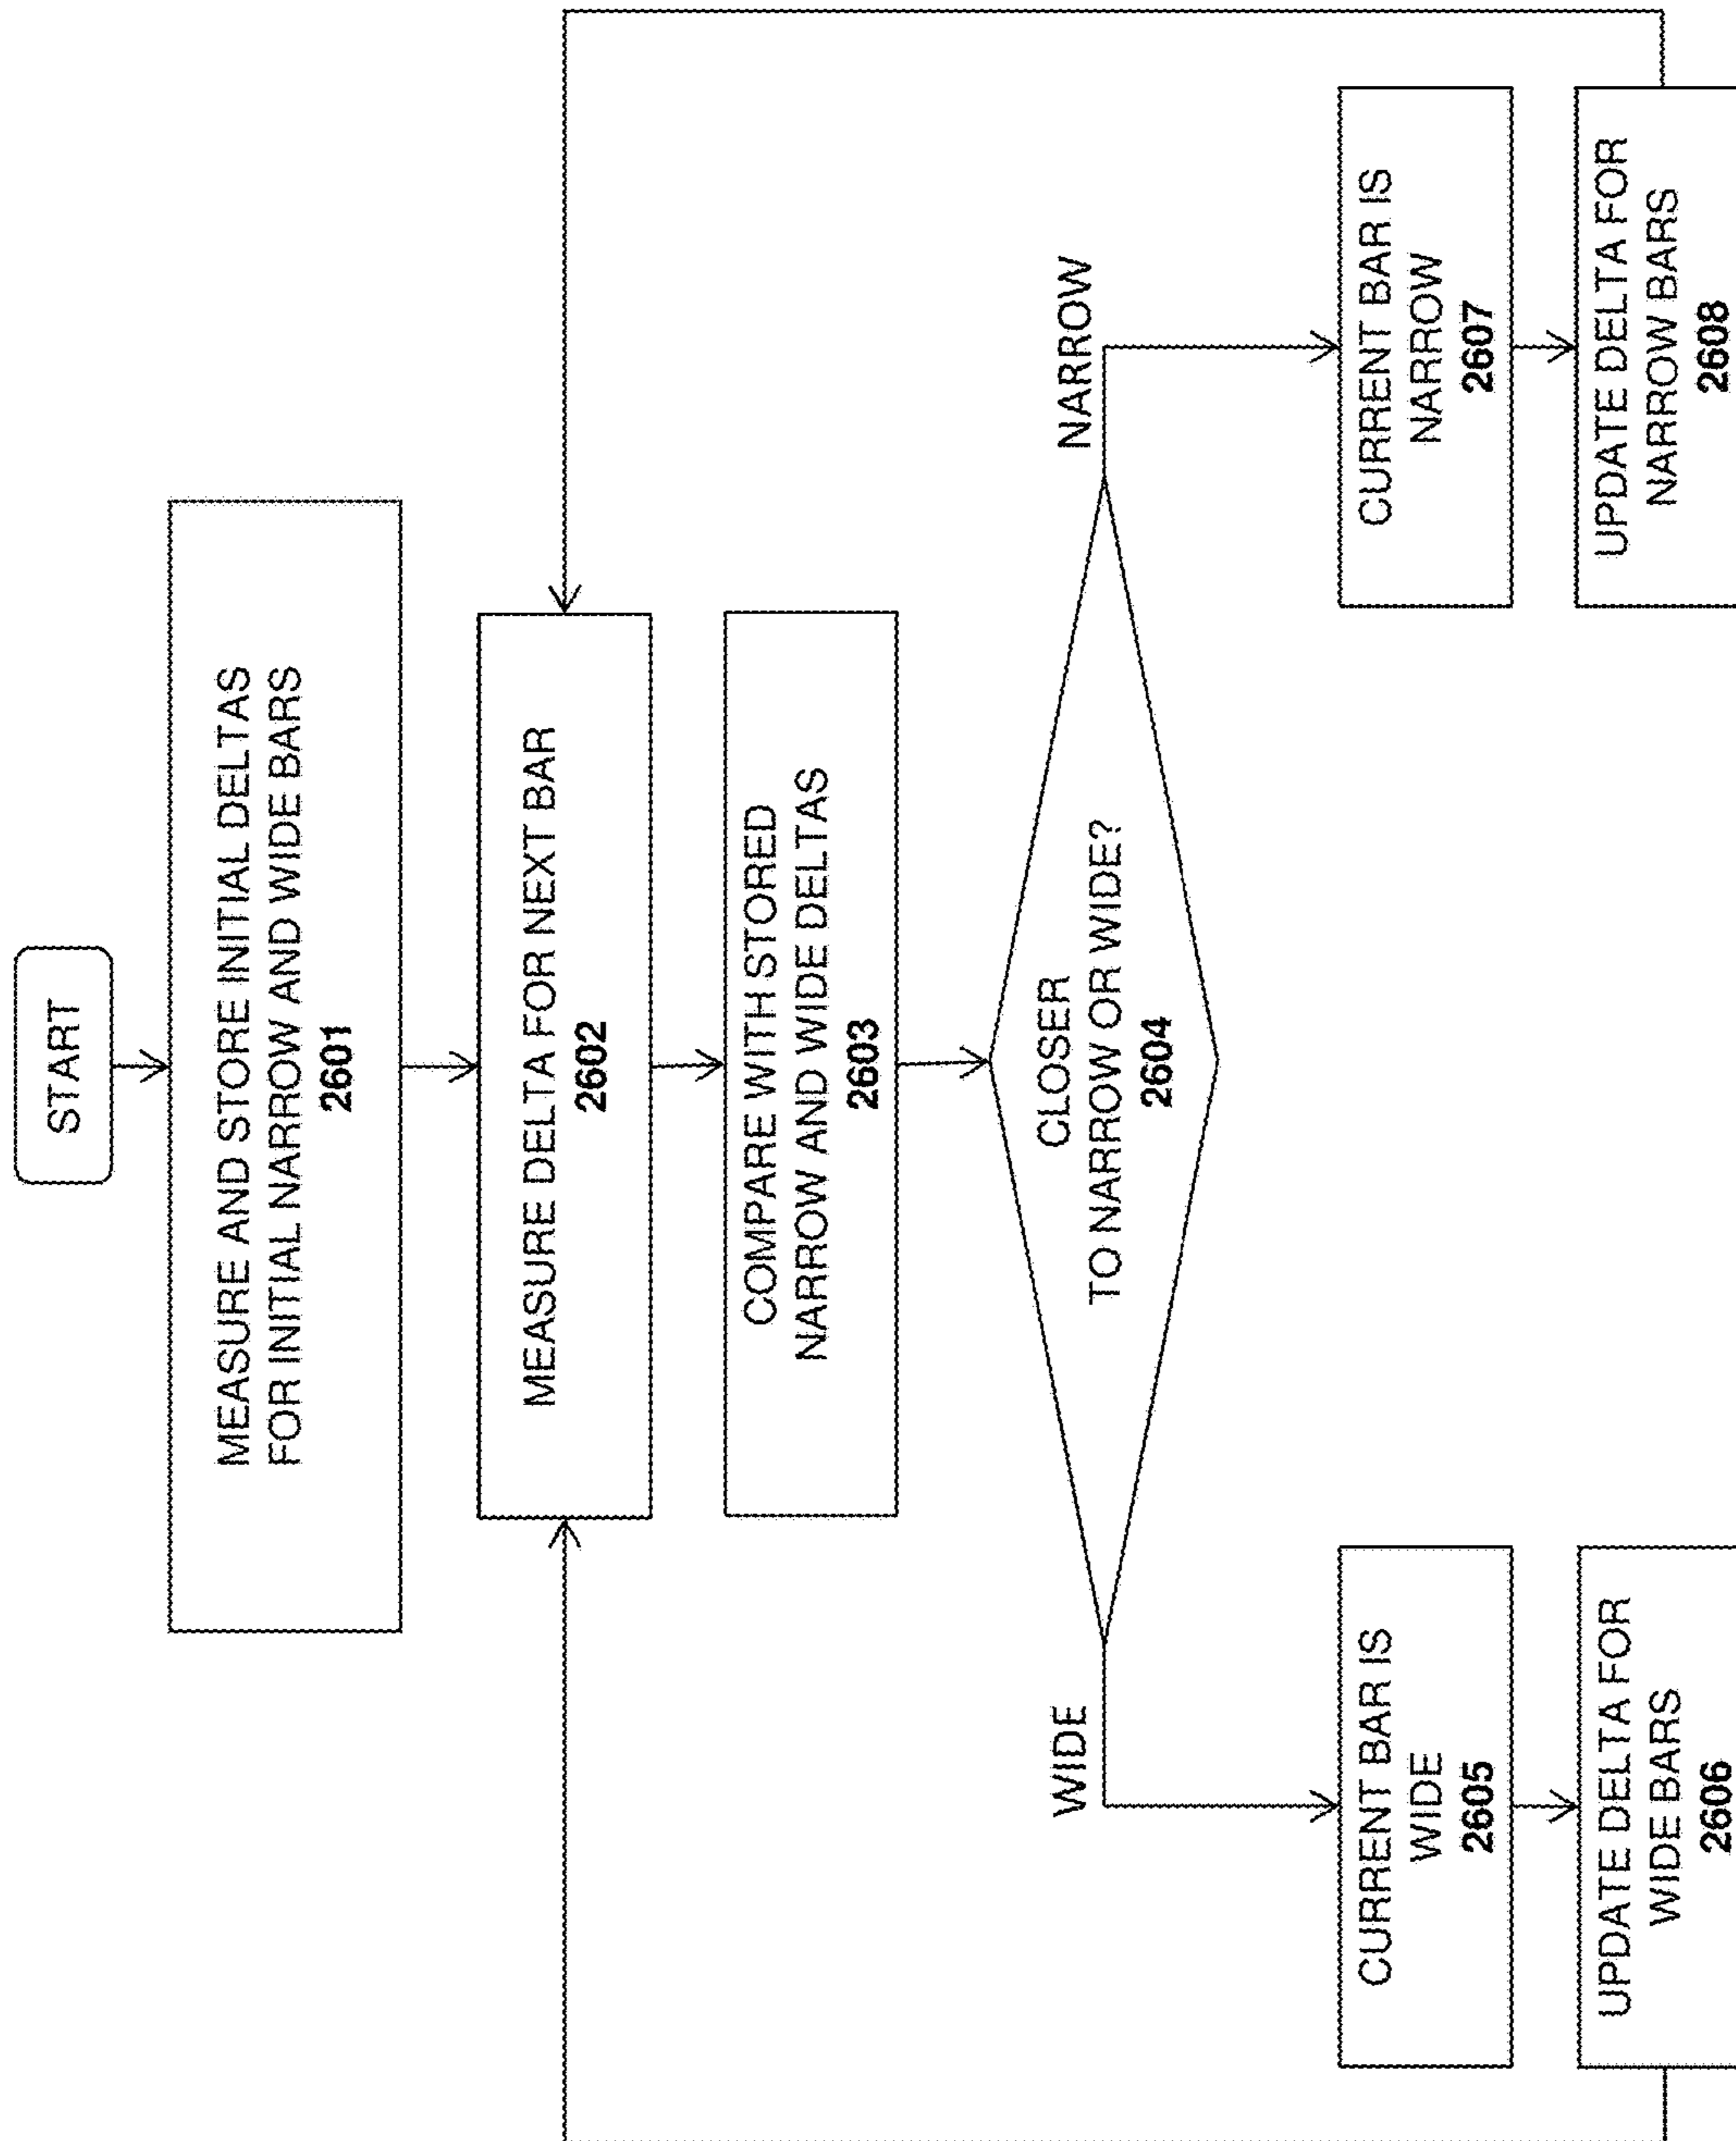 START
MEASURE AND STORE INITIAL DELTAS
FOR INITIAL NARROW AND WIDE BARS
2601
MEASURE DELTA FOR NEXT BAR
2602
COMPARE WITH STORED
NARROW AND WIDE DELTAS
2603
CLOSER
TO NARROW OR WIDE?
2604
WIDE
NARROW
CURRENT BAR IS
WIDE
2605
UPDATE DELTA FOR
WIDE BARS
2606
CURRENT BAR IS
NARROW
2607
UPDATE DELTA FOR
NARROW BARS
2608